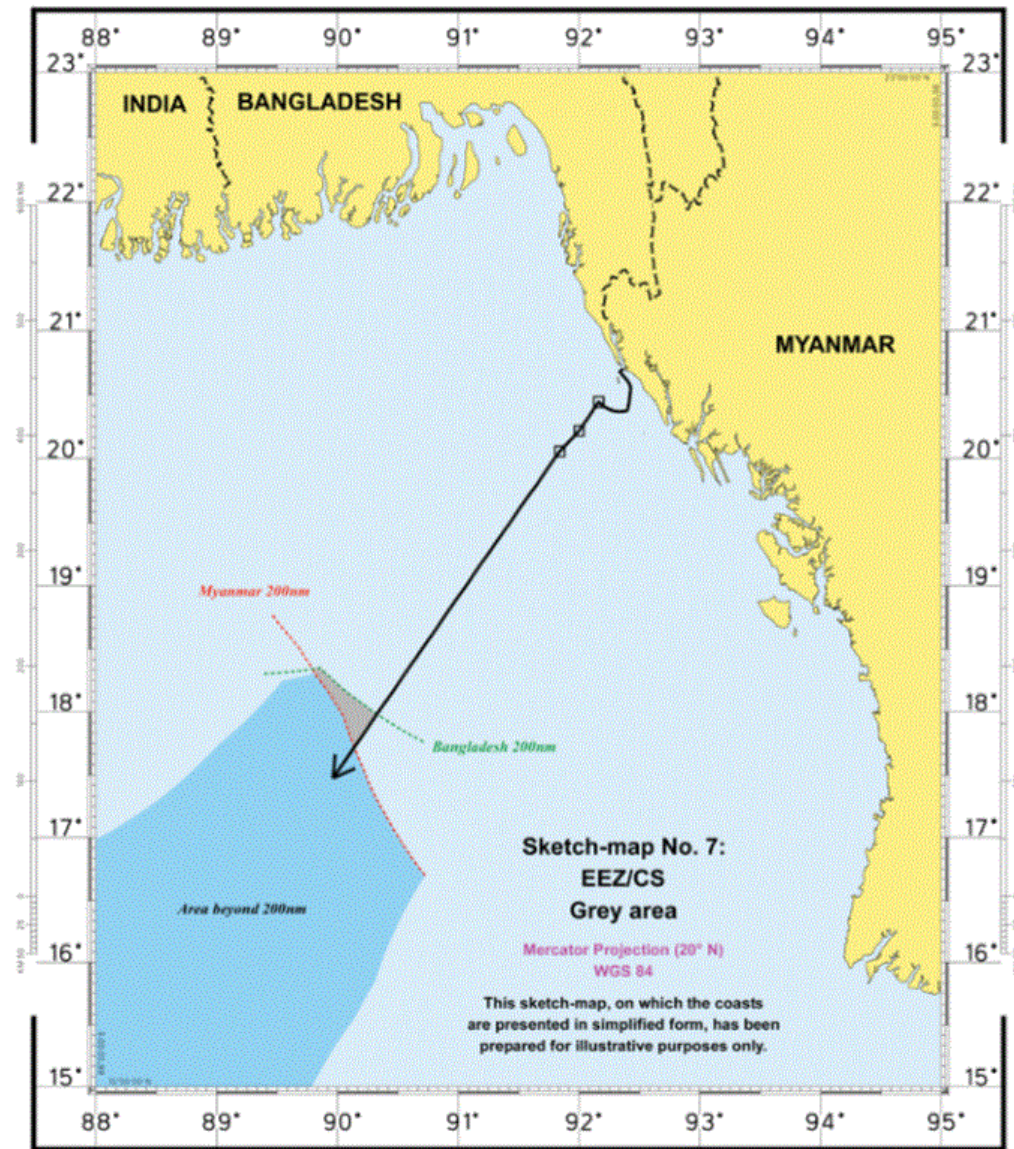 88° 89° 90° 91° 92° 93° 94° 95°
23° 23°
INDIA BANGLADESH
22° 22°
21° 21°
MYANMAR
20° 20°
19° 19°
Myanmar 200nm
18° 18°
Bangladesh 200nm
17° 17°
Sketch-map No. 7:
EEZ/CS
Grey area
Area beyond 200nm
16° 16°
Mercator Projection (20° N)
WGS 84
This sketch-map, on which the coasts
are presented in simplified form, has been
prepared for illustrative purposes only.
15° 15°
88° 89° 90° 91° 92° 93° 94° 95°